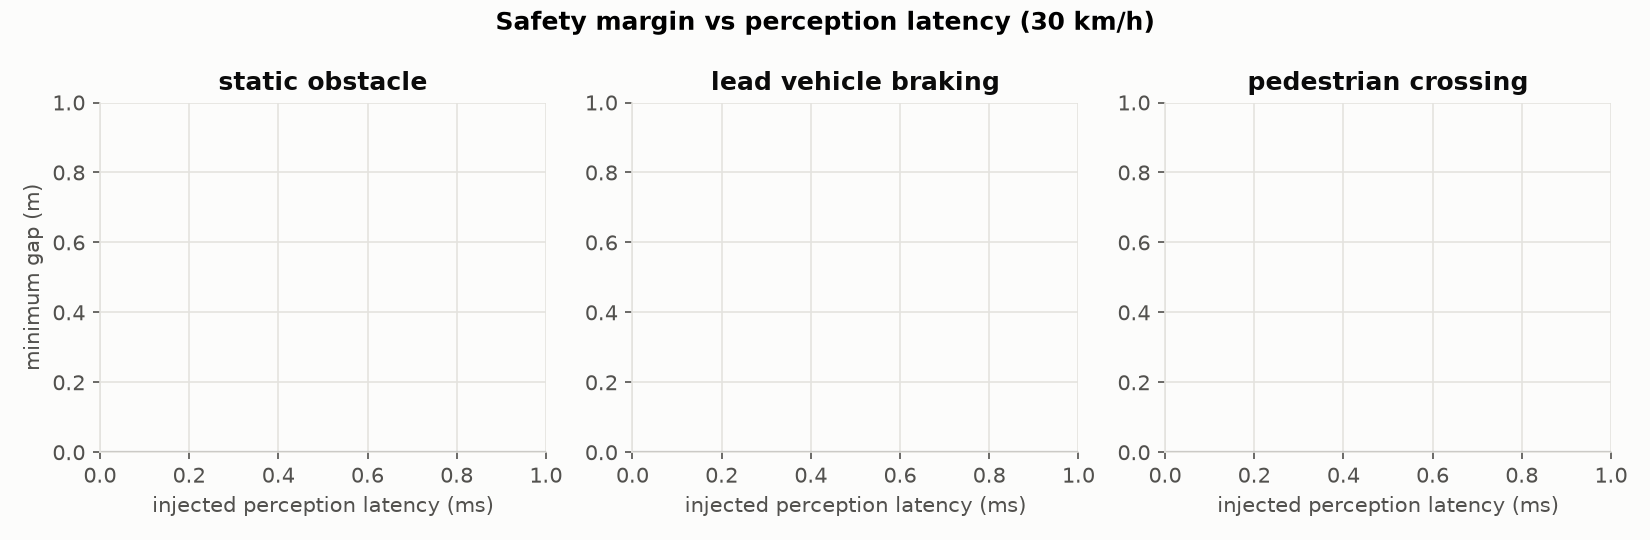 Safety margin vs perception latency (30 km/h)
static obstacle
1.0
0.8
0.6
0.4
0.2
0.0
minimum gap (m)
0.0 0.2 0.4 0.6 0.8 1.0
injected perception latency (ms)
lead vehicle braking
1.0
0.8
0.6
0.4
0.2
0.0
0.0 0.2 0.4 0.6 0.8 1.0
injected perception latency (ms)
pedestrian crossing
1.0
0.8
0.6
0.4
0.2
0.0
0.0 0.2 0.4 0.6 0.8 1.0
injected perception latency (ms)